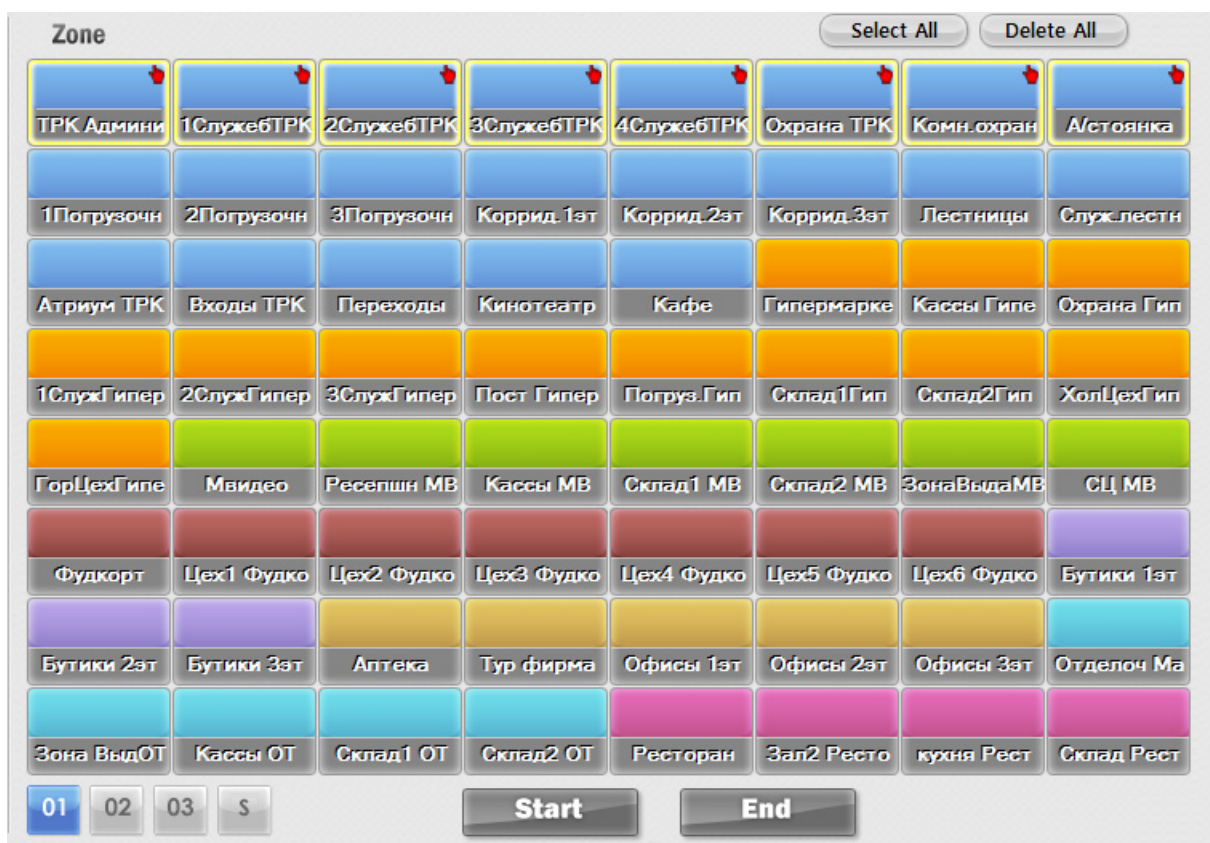 Zone Select All Delete All
ТРК Админи 1СлужебТРК 2СлужебТРК 3СлужебТРК 4СлужебТРК Охрана ТРК Комн.охран А/стоянка
1Погрузочн 2Погрузочн 3Погрузочн Коррид.1эт Коррид.2эт Коррид.3эт Лестницы Служ.лестн
Атриум ТРК Входы ТРК Переходы Кинотеатр Кафе Гипермарке Кассы Гипе Охрана Гип
1СлужГипер 2СлужГипер 3СлужГипер Пост Гипер Погруз.Гип Склад1Гип Склад2Гип ХолЦехГип
ГорЦехГипе Мвидео Ресепшн МВ Кассы МВ Склад1 МВ Склад2 МВ ЗонаВыдаМВ СЦ МВ
Фудкорт Цех1 Фудко Цех2 Фудко Цех3 Фудко Цех4 Фудко Цех5 Фудко Цех6 Фудко Бутики 1эт
Бутики 2эт Бутики 3эт Аптека Тур фирма Офисы 1эт Офисы 2эт Офисы 3эт Отделоч Ма
Зона ВыдОТ Кассы ОТ Склад1 ОТ Склад2 ОТ Ресторан Зал2 Ресто кухня Рест Склад Рест
01 02 03 S Start End